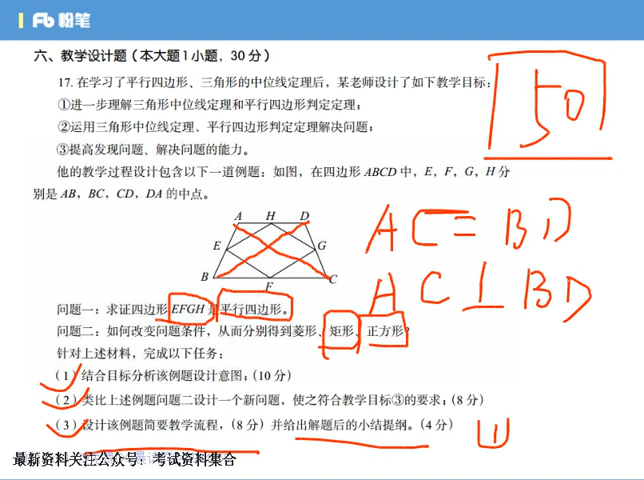 粉笔
六、教学设计题（本大题1小题，30分）
17. 在学习了平行四边形、三角形的中位线定理后，某老师设计了如下教学目标：
50
①进一步理解三角形中位线定理和平行四边形判定定理；
②运用三角形中位线定理、平行四边形判定定理解决问题；
③提高发现问题、解决问题的能力。
他的教学过程设计包含以下一道例题：如图，在四边形 ABCD 中，E，F，G，H 分
别是 AB，BC，CD，DA 的中点。
A H D
E G
B F C
AC=BD
AC⊥BD
问题一：求证四边形 EFGH 是平行四边形。
问题二：如何改变问题条件，从而分别得到菱形、矩形、正方形？
针对上述材料，完成以下任务：
（1）结合目标分析该例题设计意图；（10分）
（2）类比上述例题问题二设计一个新问题，使之符合教学目标③的要求；（8分）
（3）设计该例题简要教学流程，（8分）并给出解题后的小结提纲。（4分）
最新资料关注公众号：考试资料集合